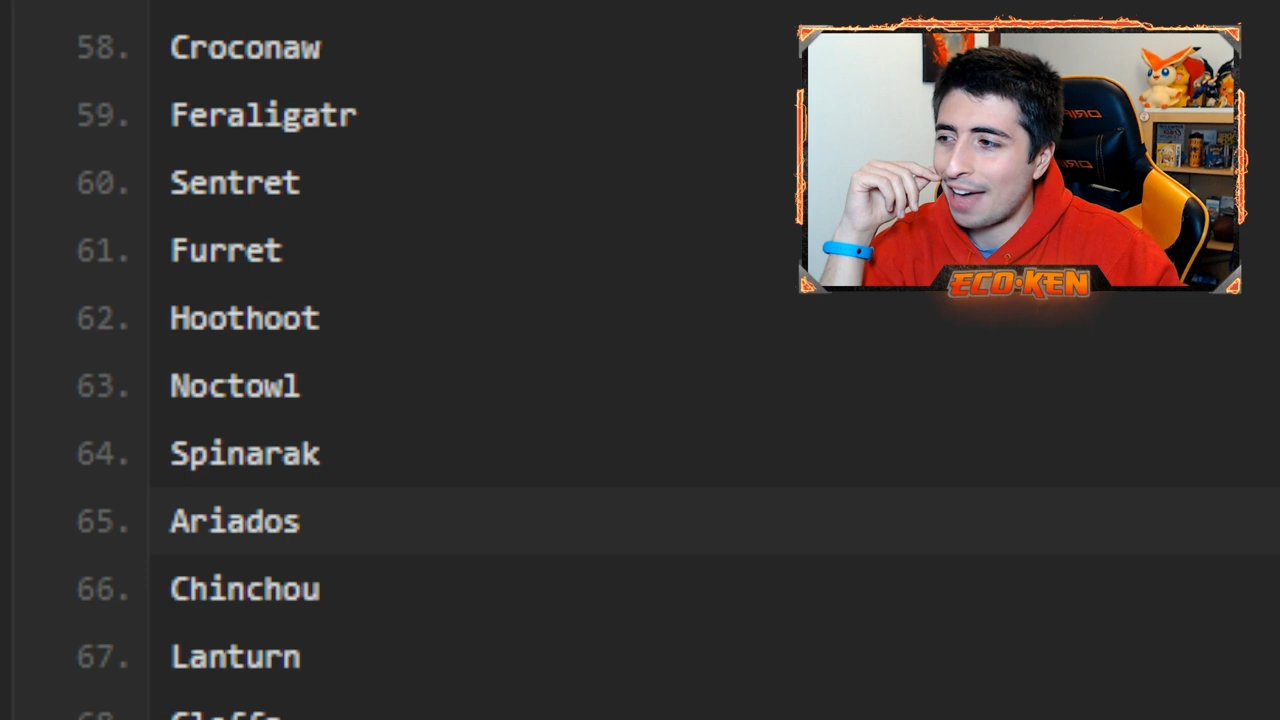 58. Croconaw
59. Feraligatr
60. Sentret
61. Furret
62. Hoothoot
63. Noctowl
64. Spinarak
65. Ariados
66. Chinchou
67. Lanturn
ECO•KEN